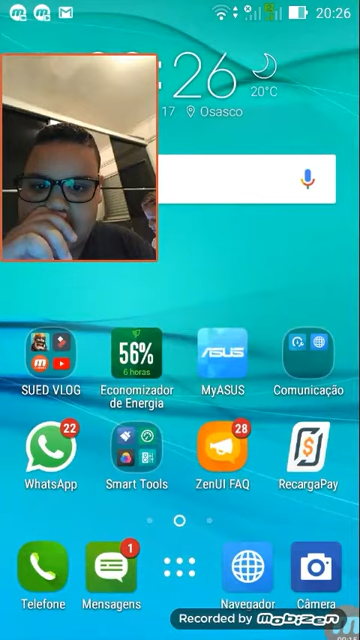 20:26
26
20°C
17 Osasco
56%
6 horas
/SUS
SUED VLOG
Economizador de Energia
MyASUS
Comunicação
22
28
WhatsApp
Smart Tools
ZenUI FAQ
RecargaPay
1
Telefone
Mensagens
Navegador
Câmera
Recorded by mobizen